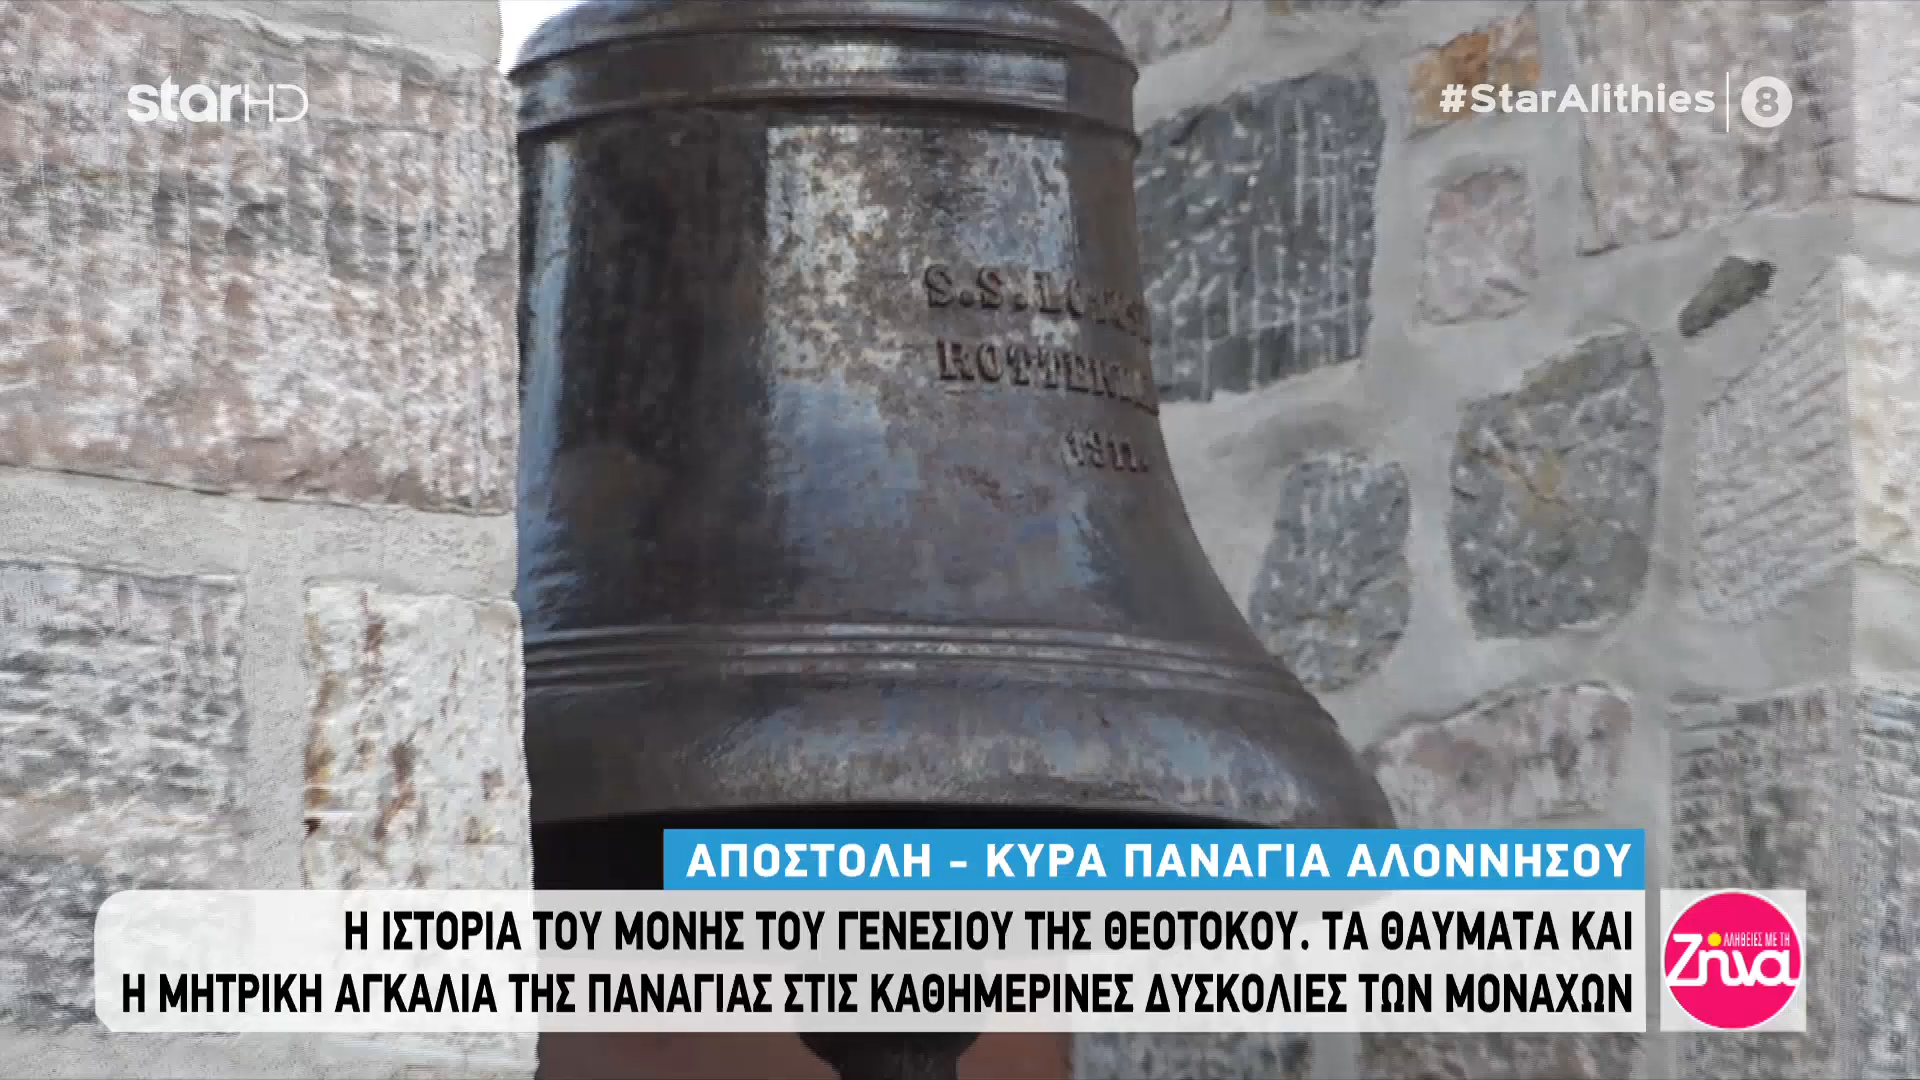 starHD
#StarAlithies 8
S.S.
1911.
ΑΠΟΣΤΟΛΗ - ΚΥΡΑ ΠΑΝΑΓΙΑ ΑΛΟΝΝΗΣΟΥ
Η ΙΣΤΟΡΙΑ ΤΟΥ ΜΟΝΗΣ ΤΟΥ ΓΕΝΕΣΙΟΥ ΤΗΣ ΘΕΟΤΟΚΟΥ. ΤΑ ΘΑΥΜΑΤΑ ΚΑΙ
Η ΜΗΤΡΙΚΗ ΑΓΚΑΛΙΑ ΤΗΣ ΠΑΝΑΓΙΑΣ ΣΤΙΣ ΚΑΘΗΜΕΡΙΝΕΣ ΔΥΣΚΟΛΙΕΣ ΤΩΝ ΜΟΝΑΧΩΝ
ΑΛΗΘΕΙΕΣ ΜΕ ΤΗ
Ζήνα